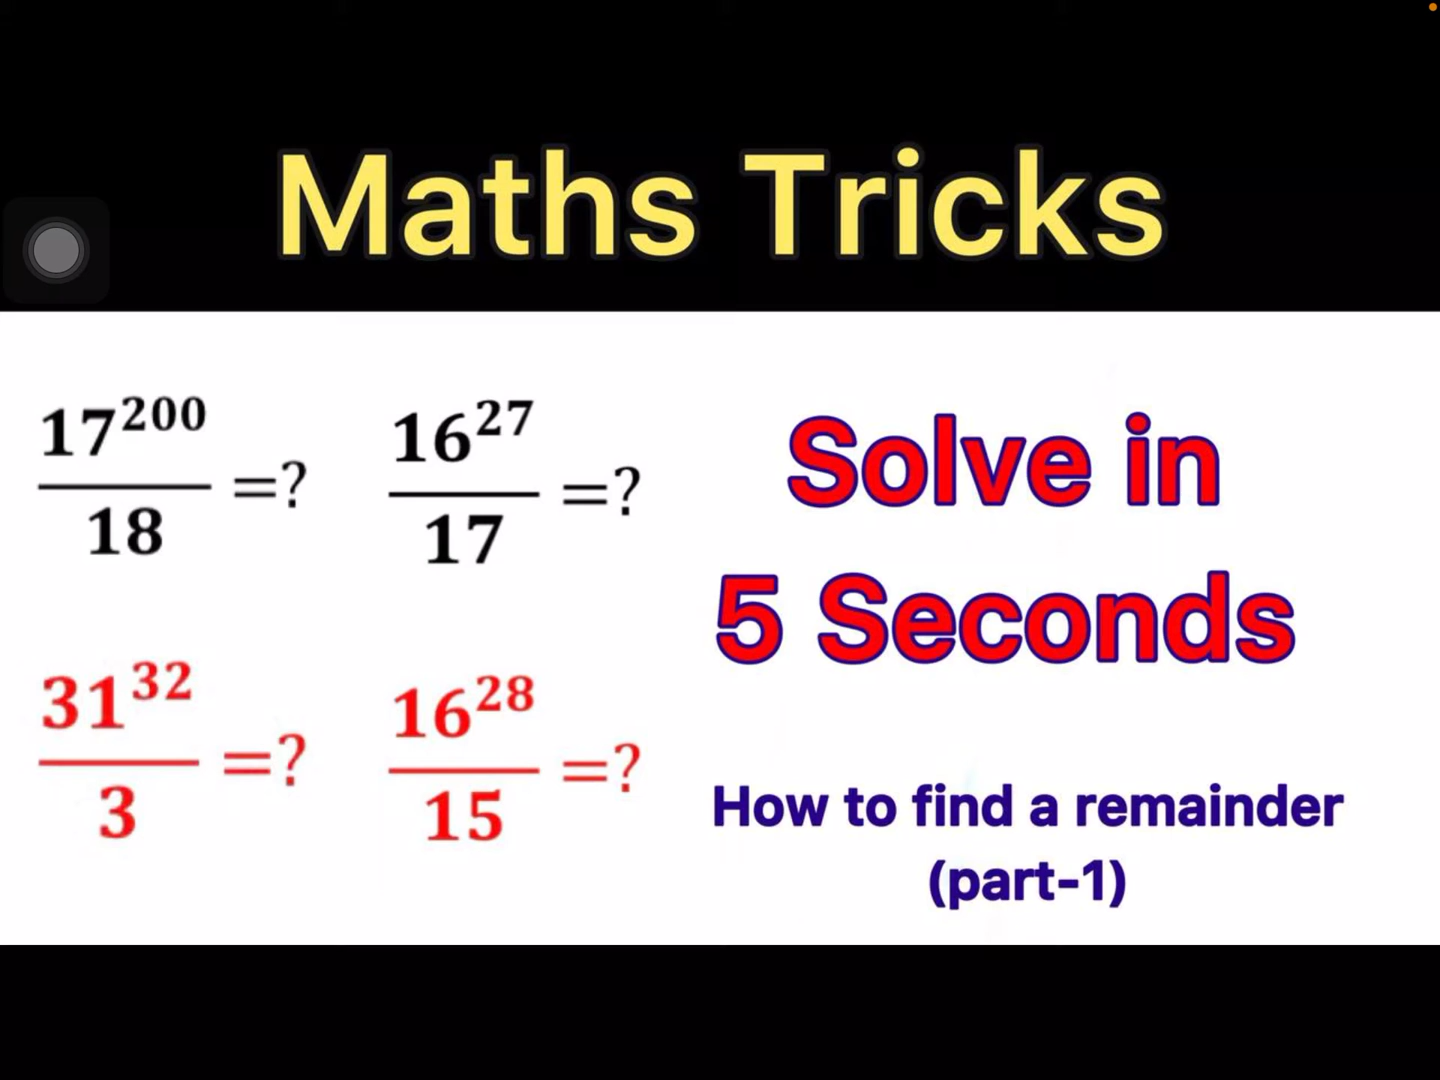 Maths Tricks
17^200/18 =?
16^27/17 =?
31^32/3 =?
16^28/15 =?
Solve in
5 Seconds
How to find a remainder
(part-1)